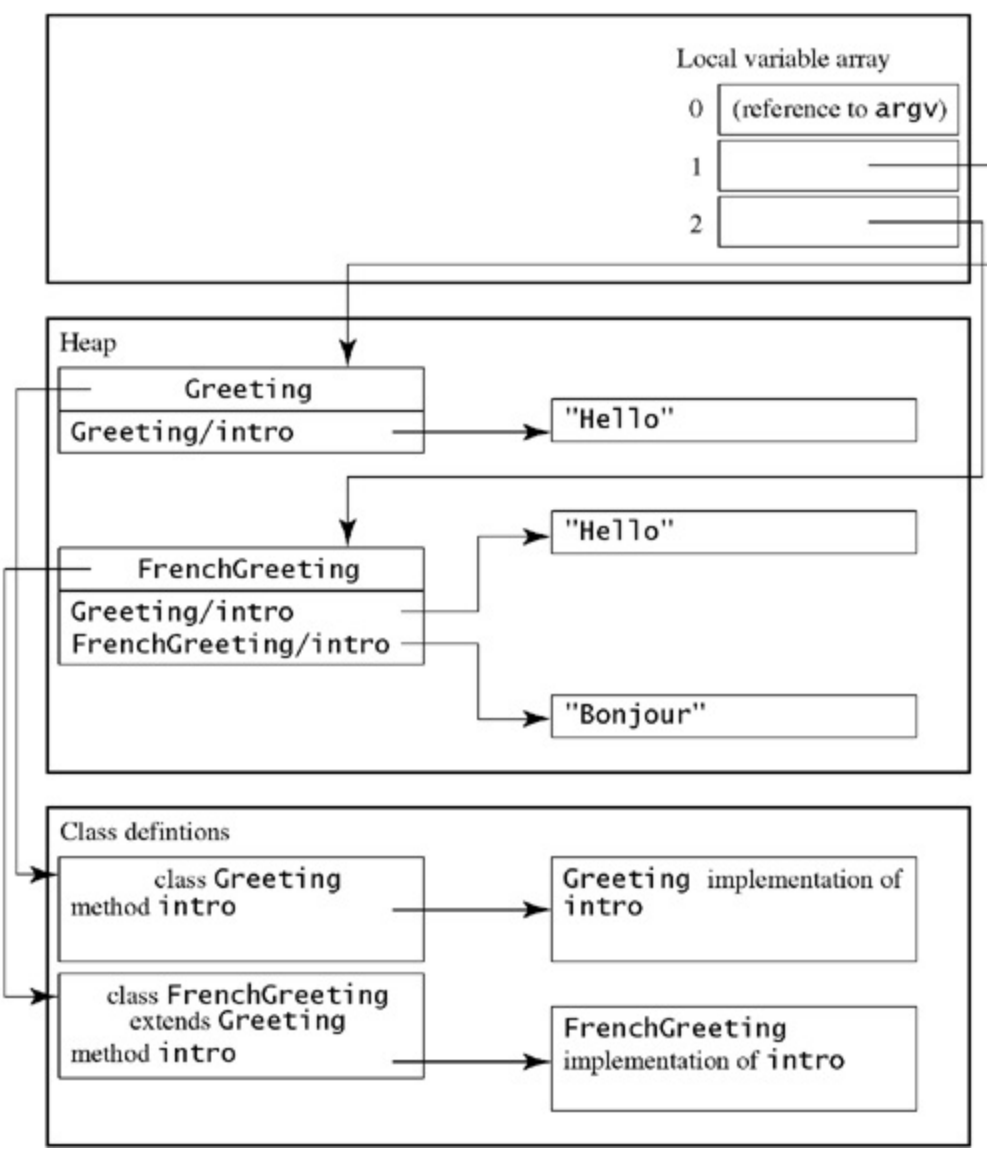 Local variable array
0 (reference to argv)
1
2
Heap
Greeting
Greeting/intro
"Hello"
"Hello"
FrenchGreeting
Greeting/intro
FrenchGreeting/intro
"Bonjour"
Class defintions
class Greeting
method intro
Greeting implementation of
intro
class FrenchGreeting
extends Greeting
method intro
FrenchGreeting
implementation of intro